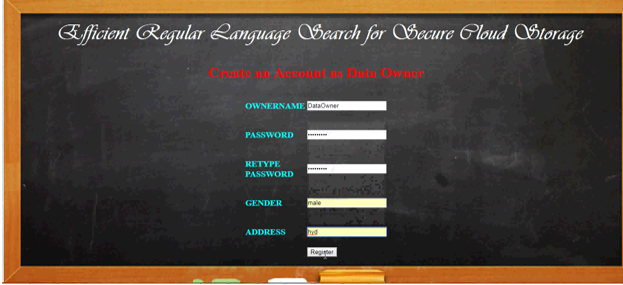 Efficient Regular Language Search for Secure Cloud Storage
Create an Account as Data Owner
OWNERNAME DataOwner
PASSWORD •••••••••
RETYPE
PASSWORD •••••••••
GENDER male
ADDRESS hyd
Register